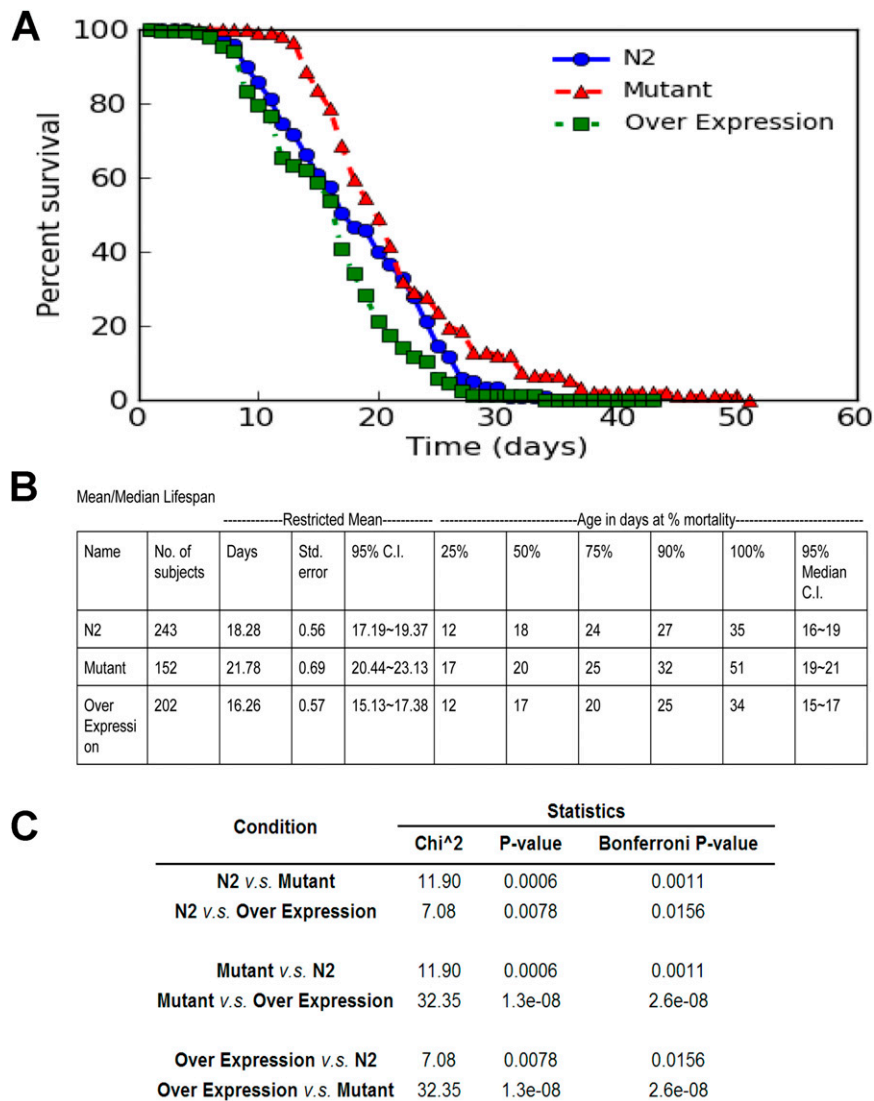 A
100
80
60
40
20
0
Percent survival
N2
Mutant
Over Expression
0 10 20 30 40 50 60
Time (days)
B
Mean/Median Lifespan
-------------Restricted Mean----------- -----------------------------Age in days at % mortality---------------------------
Name No. of subjects Days Std. error 95% C.I. 25% 50% 75% 90% 100% 95% Median C.I.
N2 243 18.28 0.56 17.19~19.37 12 18 24 27 35 16~19
Mutant 152 21.78 0.69 20.44~23.13 17 20 25 32 51 19~21
Over Expression 202 16.26 0.57 15.13~17.38 12 17 20 25 34 15~17
C
Statistics
Condition
Chi^2 P-value Bonferroni P-value
N2 v.s. Mutant 11.90 0.0006 0.0011
N2 v.s. Over Expression 7.08 0.0078 0.0156
Mutant v.s. N2 11.90 0.0006 0.0011
Mutant v.s. Over Expression 32.35 1.3e-08 2.6e-08
Over Expression v.s. N2 7.08 0.0078 0.0156
Over Expression v.s. Mutant 32.35 1.3e-08 2.6e-08